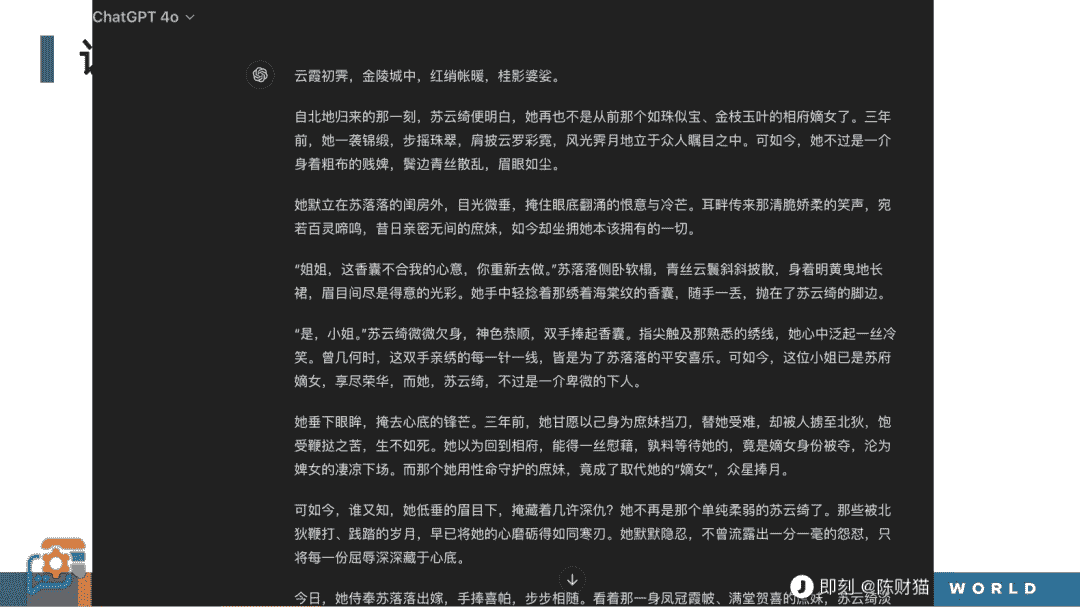 ChatGPT 4o
云霞初霁，金陵城中，红绡帐暖，桂影婆娑。
自北地归来的那一刻，苏云绮便明白，她再也不是从前那个如珠似宝、金枝玉叶的相府嫡女了。三年
前，她一袭锦缎，步摇珠翠，肩披云罗彩霓，风光霁月地立于众人瞩目之中。可如今，她不过是一介
身着粗布的贱婢，鬓边青丝散乱，眉眼如尘。
她默立在苏落落的闺房外，目光微垂，掩住眼底翻涌的恨意与冷芒。耳畔传来那清脆娇柔的笑声，宛
若百灵啼鸣，昔日亲密无间的庶妹，如今却坐拥她本该拥有的一切。
“姐姐，这香囊不合我的心意，你重新去做。”苏落落侧卧软榻，青丝云鬟斜斜披散，身着明黄曳地长
裙，眉目间尽是得意的光彩。她手中轻捻着那绣着海棠纹的香囊，随手一丢，抛在了苏云绮的脚边。
“是，小姐。”苏云绮微微欠身，神色恭顺，双手捧起香囊。指尖触及那熟悉的绣线，她心中泛起一丝冷
笑。曾几何时，这双手亲绣的每一针一线，皆是为了苏落落的平安喜乐。可如今，这位小姐已是苏府
嫡女，享尽荣华，而她，苏云绮，不过是一介卑微的下人。
她垂下眼眸，掩去心底的锋芒。三年前，她甘愿以己身为庶妹挡刀，替她受难，却被人掳至北狄，饱
受鞭挞之苦，生不如死。她以为回到相府，能得一丝慰藉，孰料等待她的，竟是嫡女身份被夺，沦为
婢女的凄凉下场。而那个她用性命守护的庶妹，竟成了取代她的“嫡女”，众星捧月。
可如今，谁又知，她低垂的眉目下，掩藏着几许深仇？她不再是那个单纯柔弱的苏云绮了。那些被北
狄鞭打、践踏的岁月，早已将她的心磨砺得如同寒刃。她默默隐忍，不曾流露出一分一毫的怨怼，只
将每一份屈辱深深藏于心底。
今日，她侍奉苏落落出嫁，手捧喜帕，步步相随。看着那一身凤冠霞帔、满堂贺喜的庶妹，苏云绮淡
即刻 @陈财猫
WORLD